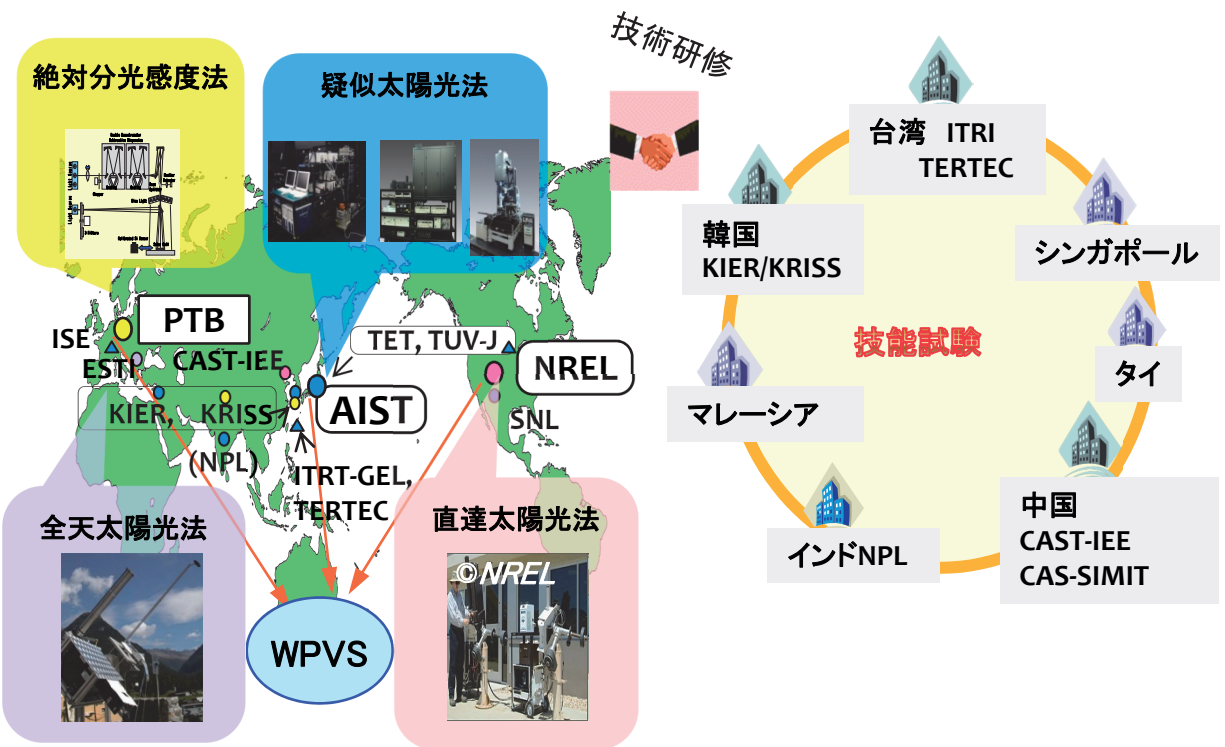 技術研修
絶対分光感度法
疑似太陽光法
PTB
ISE
ESTI
CAST-IEE
TET, TUV-J
NREL
KIER, KRISS
AIST
SNL
(NPL)
ITRT-GEL,
TERTEC
全天太陽光法
直達太陽光法
©NREL
WPVS
台湾 ITRI
TERTEC
韓国
KIER/KRISS
シンガポール
技能試験
タイ
マレーシア
インドNPL
中国
CAST-IEE
CAS-SIMIT